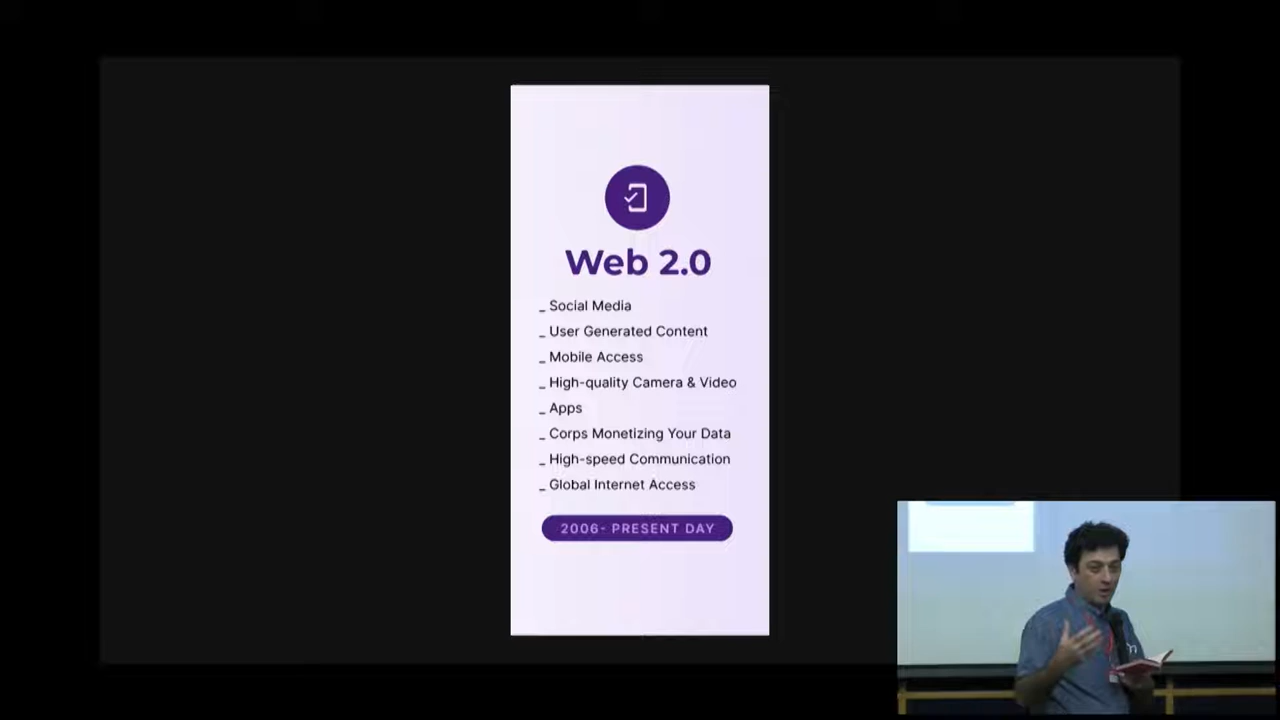 Web 2.0
_ Social Media
_ User Generated Content
_ Mobile Access
_ High-quality Camera & Video
_ Apps
_ Corps Monetizing Your Data
_ High-speed Communication
_ Global Internet Access
2006- PRESENT DAY